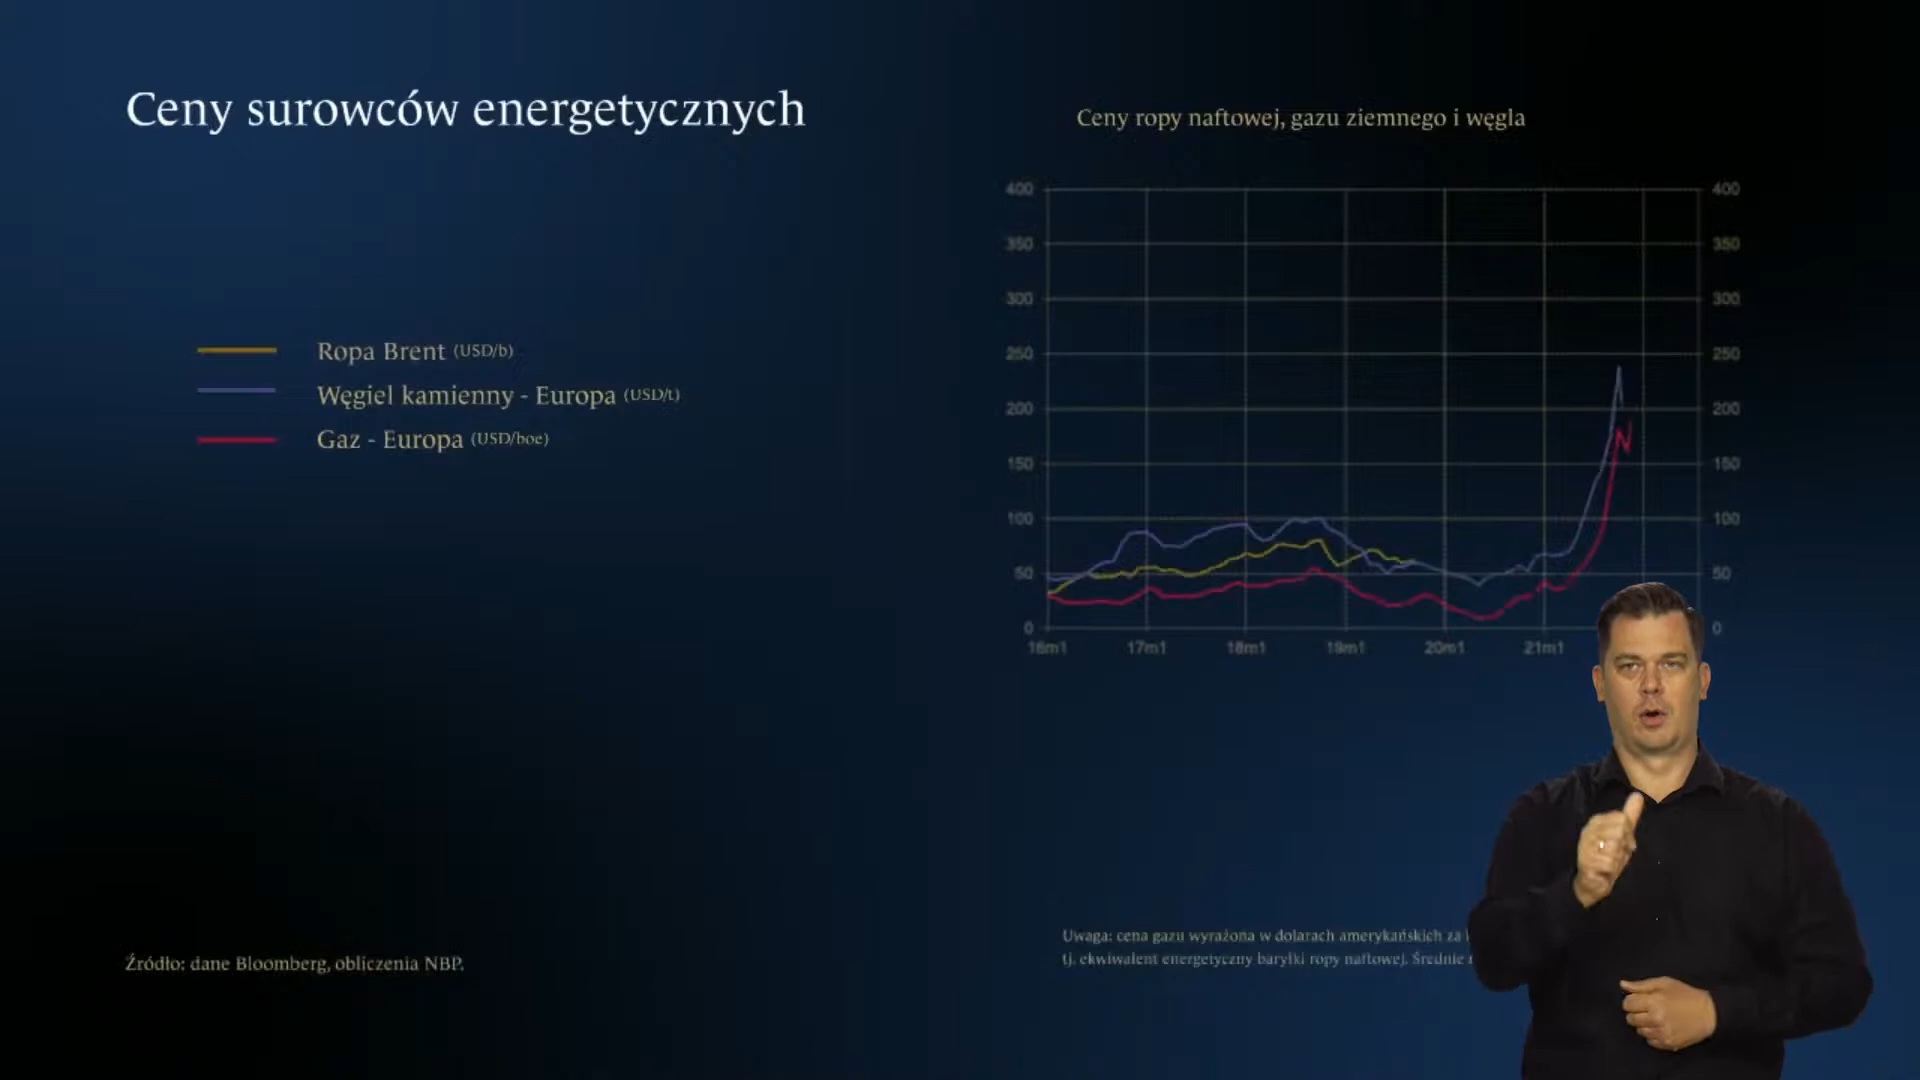 Ceny surowców energetycznych
Ceny ropy naftowej, gazu ziemnego i węgla
400 400
350 350
300 300
250 250
200 200
150 150
100 100
50 50
0 0
16m1 17m1 18m1 19m1 20m1 21m1
Ropa Brent (USD/b)
Węgiel kamienny - Europa (USD/t)
Gaz - Europa (USD/boe)
Uwaga: cena gazu wyrażona w dolarach amerykańskich za
tj. ekwiwalent energetyczny baryłki ropy naftowej. Średnie
Źródło: dane Bloomberg, obliczenia NBP.